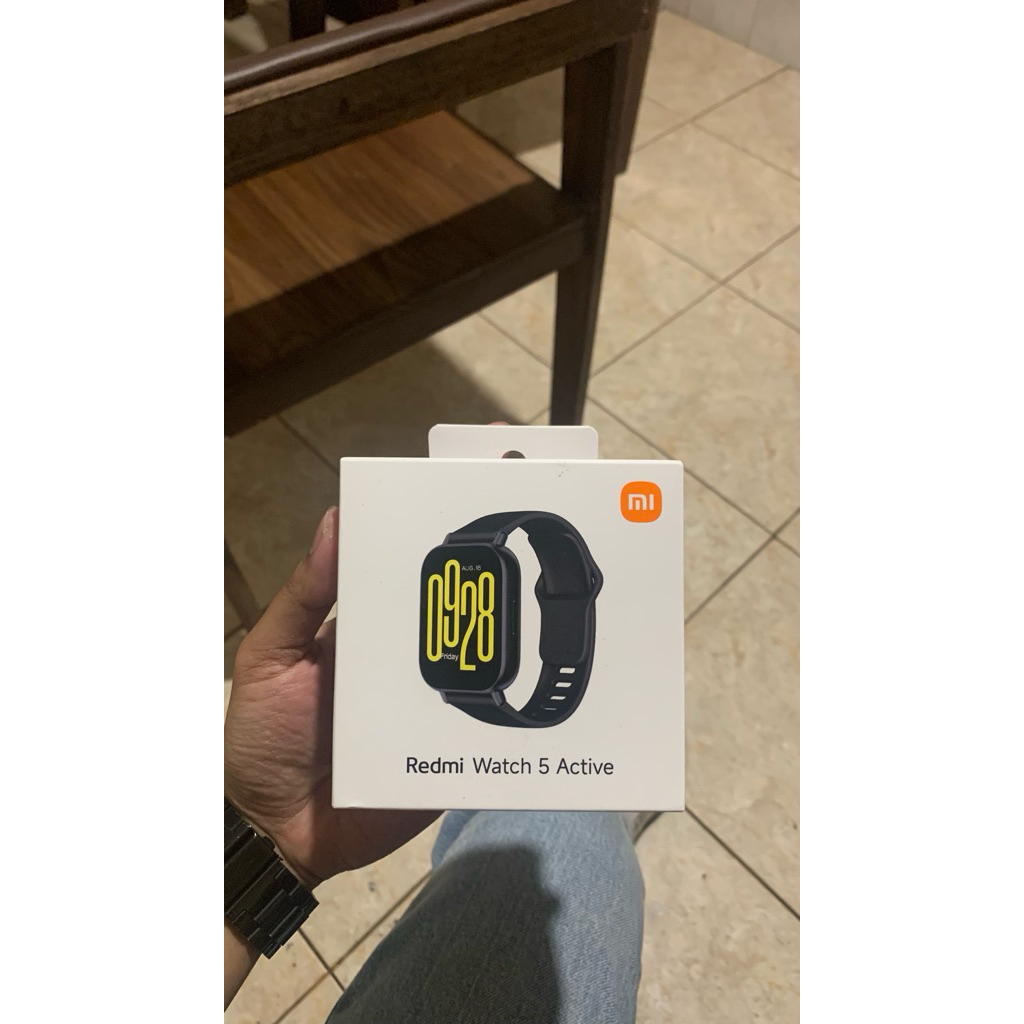 mi
AUG. 16
0928
Friday
Redmi Watch 5 Active